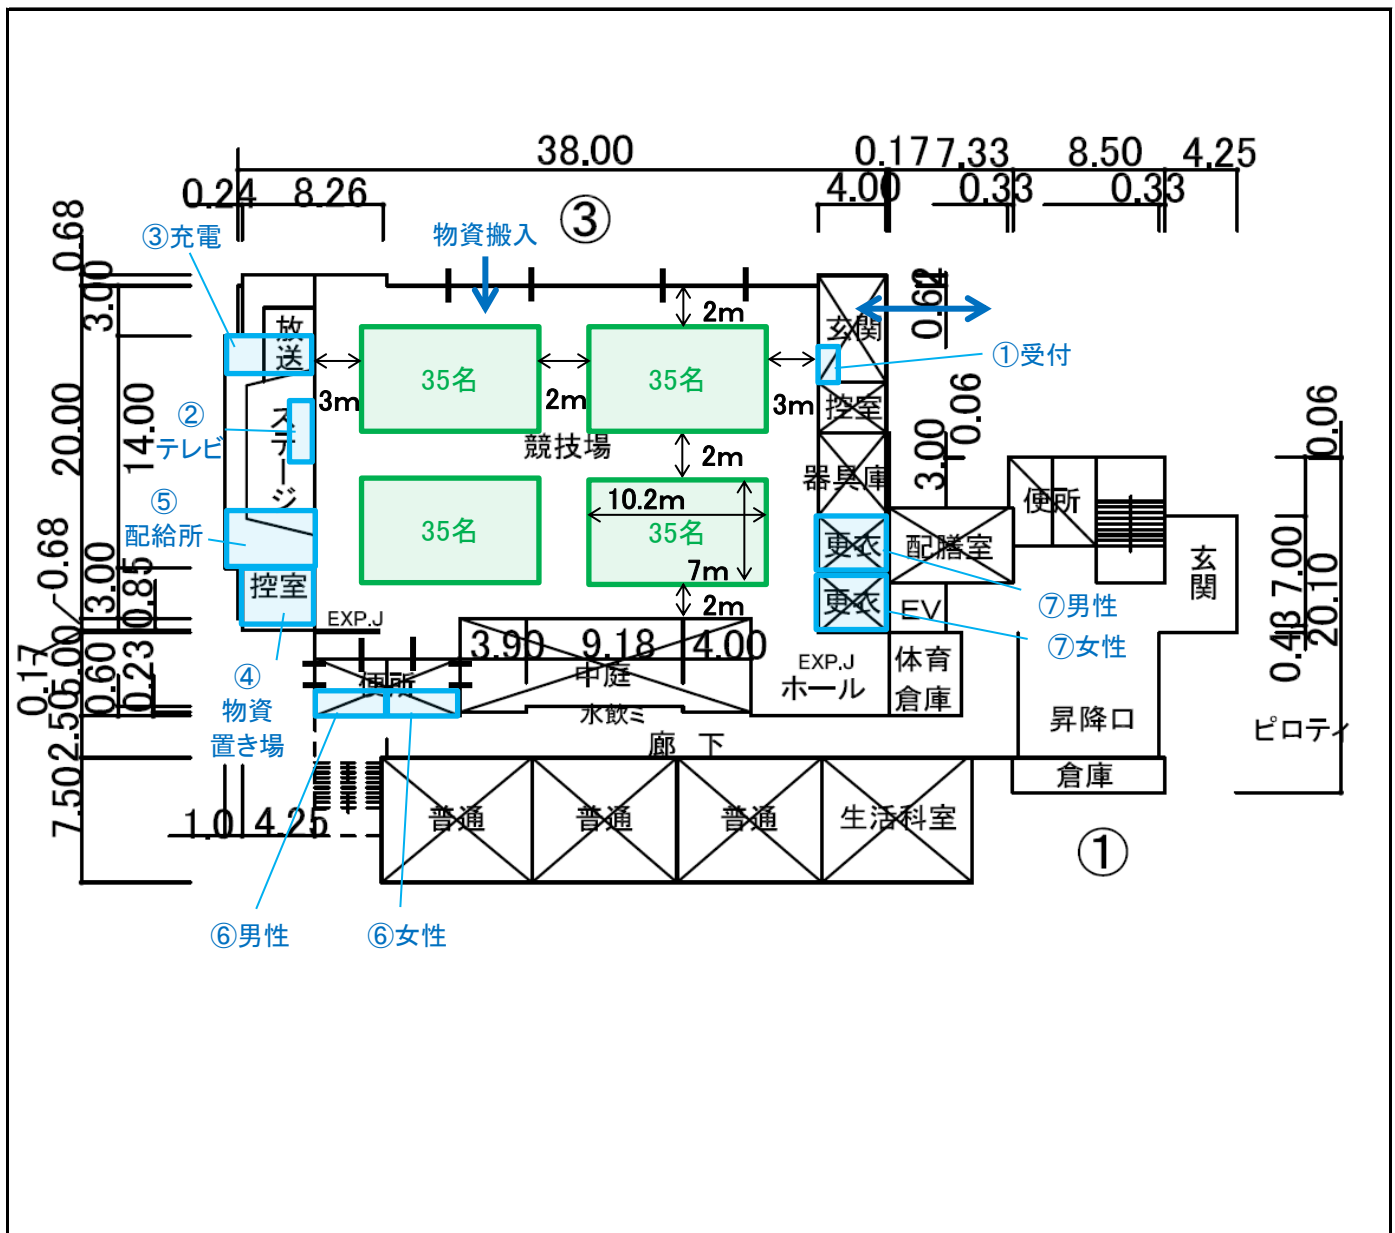 38.00
0.17
7.33
8.50
4.25
0.24
8.26
4.00
0.33
0.33
③
0.68
③充電
物資搬入
3.00
2m
放送
玄関
①受付
35名
35名
3m
2m
3m
控室
0.06
0.06
②
テレビ
ステージ
競技場
2m
20.00
14.00
3.00
⑤
配給所
器具庫
10.2m
便所
35名
35名
更衣
配膳室
7m
玄関
0.68
3.00
0.85
控室
更衣
EV
⑦男性
7.00
20.10
2m
EXP.J
3.90
9.18
4.00
⑦女性
0.43
0.17
5.00
0.60
0.23
④
物資
置き場
便所
中庭
EXP.J
ホール
体育
倉庫
水飲ミ
昇降口
ピロティ
2.50
廊 下
倉庫
7.50
1.0
4.25
普通
普通
普通
生活科室
①
⑥男性
⑥女性